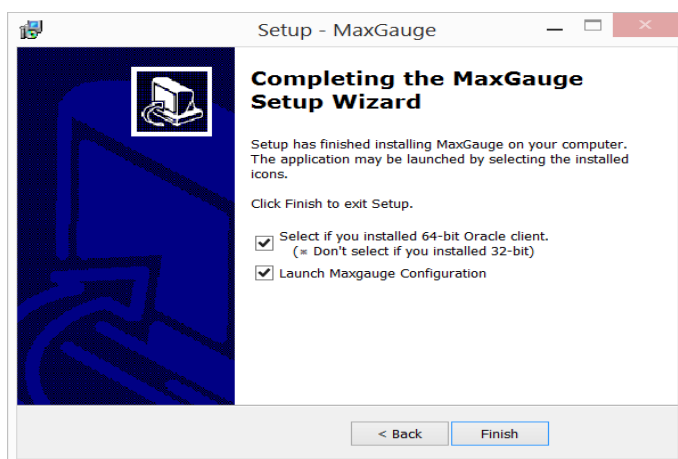 Setup - MaxGauge
Completing the MaxGauge
Setup Wizard
Setup has finished installing MaxGauge on your computer.
The application may be launched by selecting the installed
icons.
Click Finish to exit Setup.
Select if you installed 64-bit Oracle client.
(※ Don't select if you installed 32-bit)
Launch Maxgauge Configuration
< Back
Finish